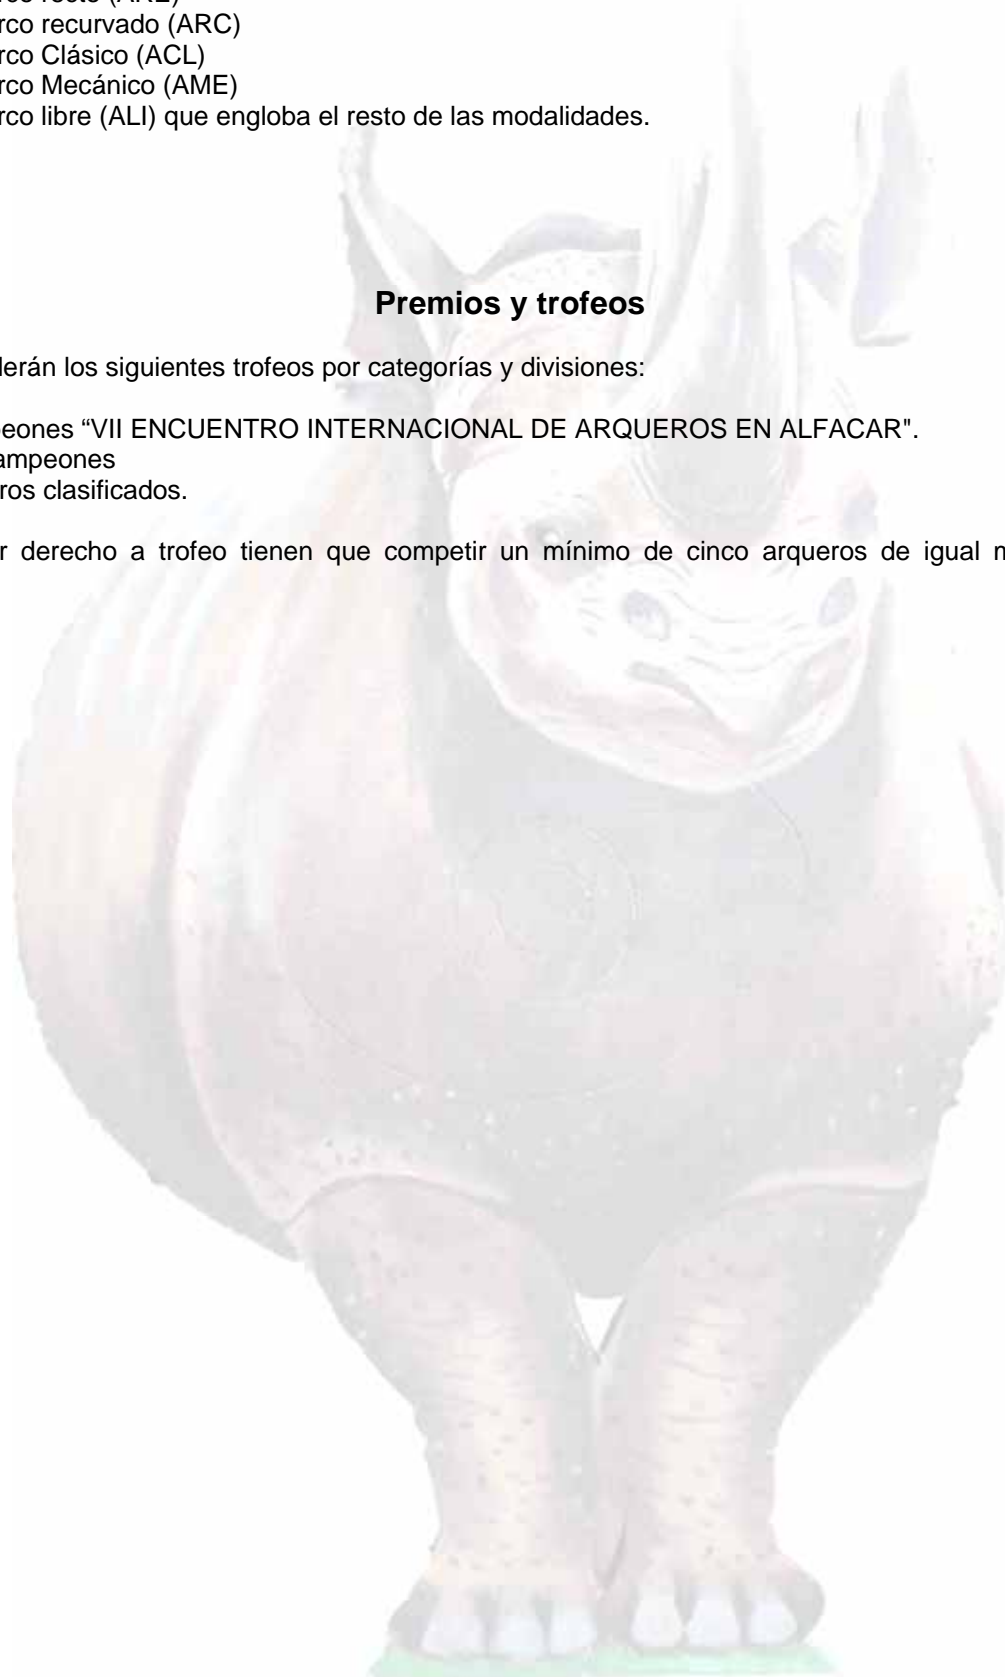 rco recurvado (ARC)
rco Clásico (ACL)
rco Mecánico (AME)
rco libre (ALI) que engloba el resto de las modalidades.
Premios y trofeos
derán los siguientes trofeos por categorías y divisiones:
peones “VII ENCUENTRO INTERNACIONAL DE ARQUEROS EN ALFACAR".
ampeones
ros clasificados.
r derecho a trofeo tienen que competir un mínimo de cinco arqueros de igual